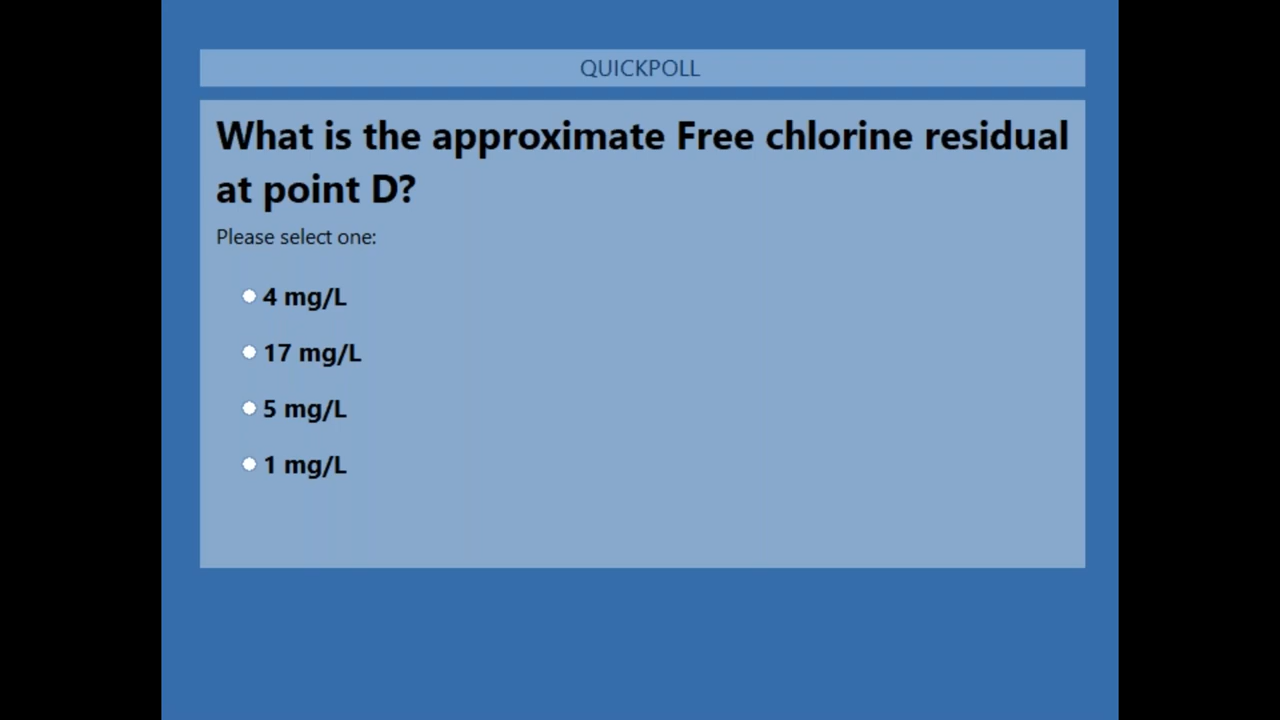 QUICKPOLL
What is the approximate Free chlorine residual
at point D?
Please select one:
4 mg/L
17 mg/L
5 mg/L
1 mg/L